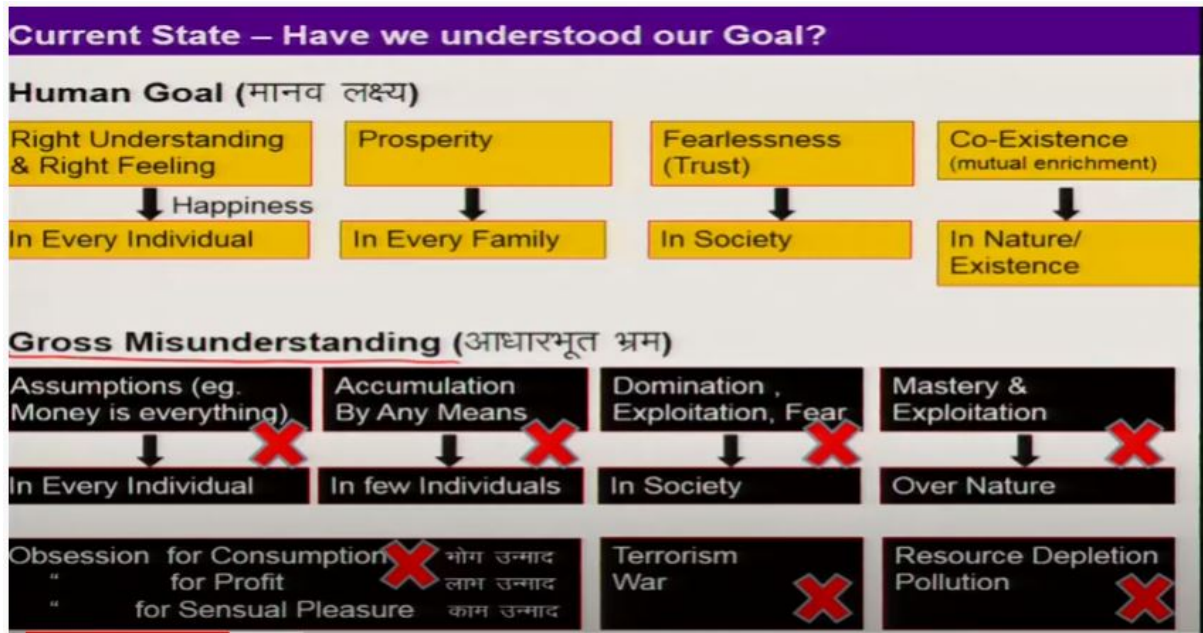 Current State – Have we understood our Goal?
Human Goal (मानव लक्ष्य)
Right Understanding
& Right Feeling
Prosperity
Fearlessness
(Trust)
Co-Existence
(mutual enrichment)
Happiness
In Every Individual
In Every Family
In Society
In Nature/
Existence
Gross Misunderstanding (आधारभूत भ्रम)
Assumptions (eg.
Money is everything)
Accumulation
By Any Means
Domination ,
Exploitation, Fear
Mastery &
Exploitation
In Every Individual
In few Individuals
In Society
Over Nature
Obsession for Consumption भोग उन्माद
“ for Profit लाभ उन्माद
“ for Sensual Pleasure काम उन्माद
Terrorism
War
Resource Depletion
Pollution